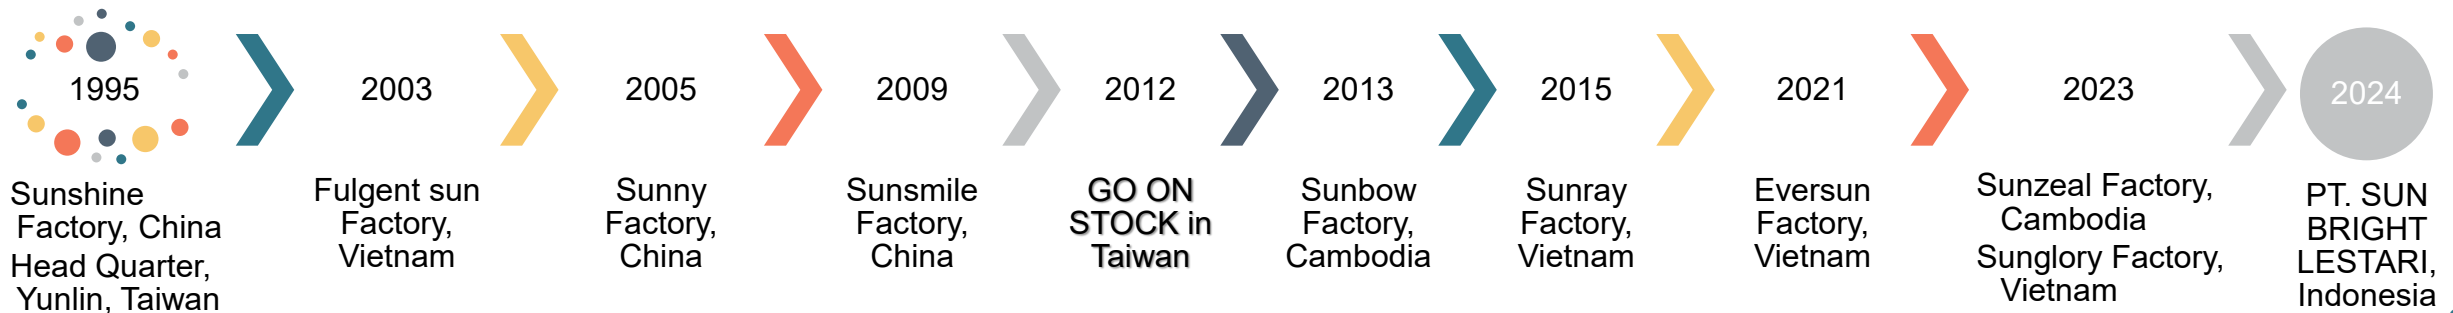 1995
Sunshine
Factory, China
Head Quarter,
Yunlin, Taiwan
2003
Fulgent sun
Factory,
Vietnam
2005
Sunny
Factory,
China
2009
Sunsmile
Factory,
China
2012
GO ON
STOCK in
Taiwan
2013
Sunbow
Factory,
Cambodia
2015
Sunray
Factory,
Vietnam
2021
Eversun
Factory,
Vietnam
2023
Sunzeal Factory,
Cambodia
Sunglory Factory,
Vietnam
2024
PT. SUN
BRIGHT
LESTARI,
Indonesia